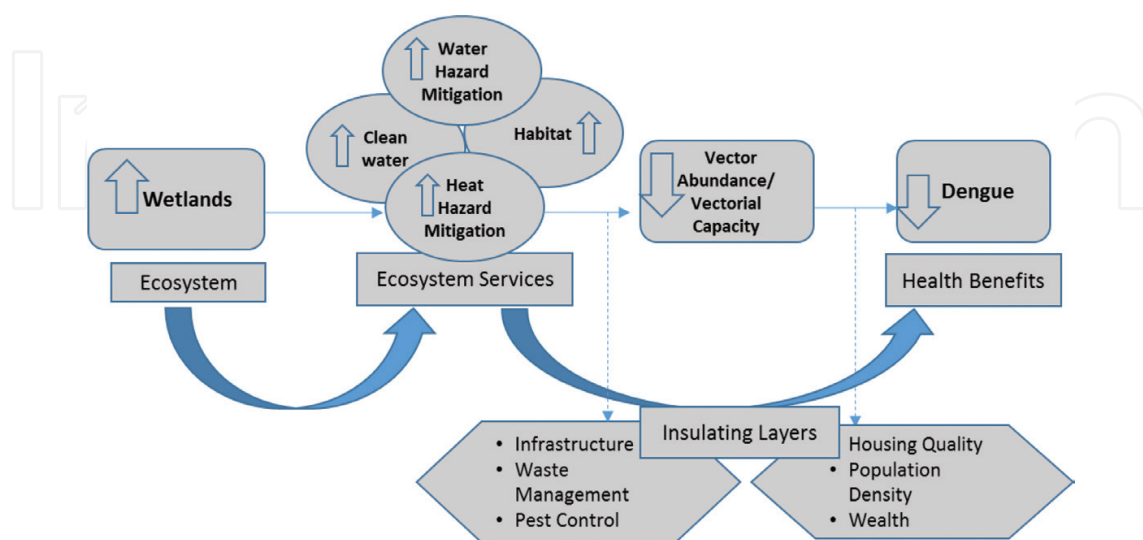 Water
Hazard
Mitigation
Clean
water
Habitat
Heat
Hazard
Mitigation
Wetlands
Vector
Abundance/
Vectorial
Capacity
Dengue
Ecosystem
Ecosystem Services
Health Benefits
Insulating Layers
• Infrastructure
• Waste
Management
• Pest Control
Housing Quality
• Population
Density
• Wealth